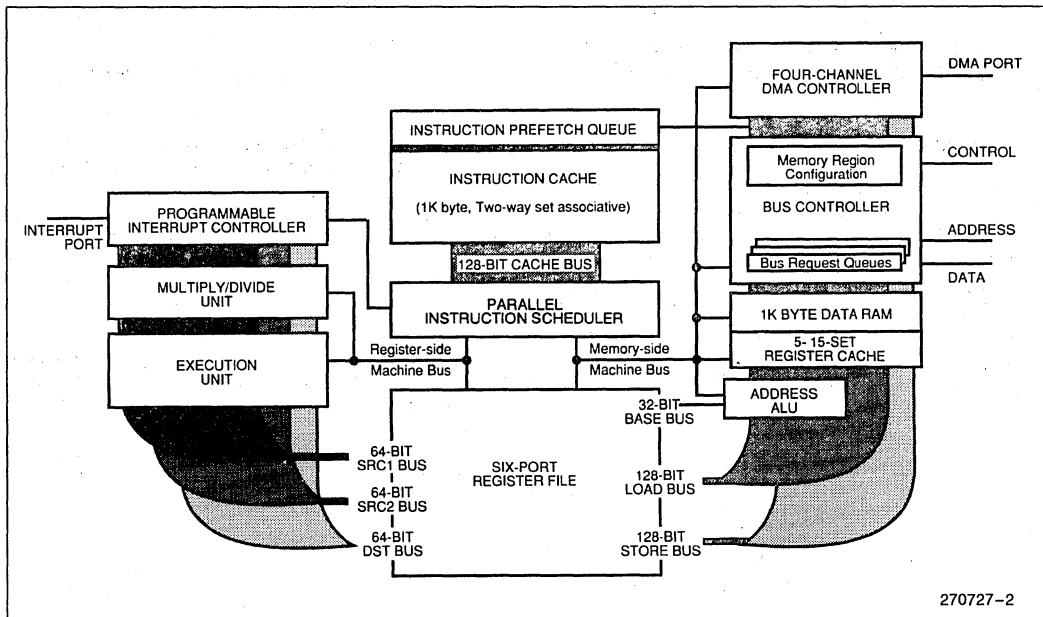 FOUR-CHANNEL
DMA CONTROLLER
DMA PORT
INSTRUCTION PREFETCH QUEUE
INSTRUCTION CACHE
(1K byte, Two-way set associative)
128-BIT CACHE BUS
PARALLEL
INSTRUCTION SCHEDULER
Memory Region
Configuration
BUS CONTROLLER
Bus Request Queues
CONTROL
ADDRESS
DATA
INTERRUPT
PORT
PROGRAMMABLE
INTERRUPT CONTROLLER
MULTIPLY/DIVIDE
UNIT
EXECUTION
UNIT
Register-side
Machine Bus
Memory-side
Machine Bus
1K BYTE DATA RAM
5- 15-SET
REGISTER CACHE
ADDRESS
ALU
32-BIT
BASE BUS
64-BIT
SRC1 BUS
SIX-PORT
REGISTER FILE
128-BIT
LOAD BUS
64-BIT
SRC2 BUS
64-BIT
DST BUS
128-BIT
STORE BUS
270727-2